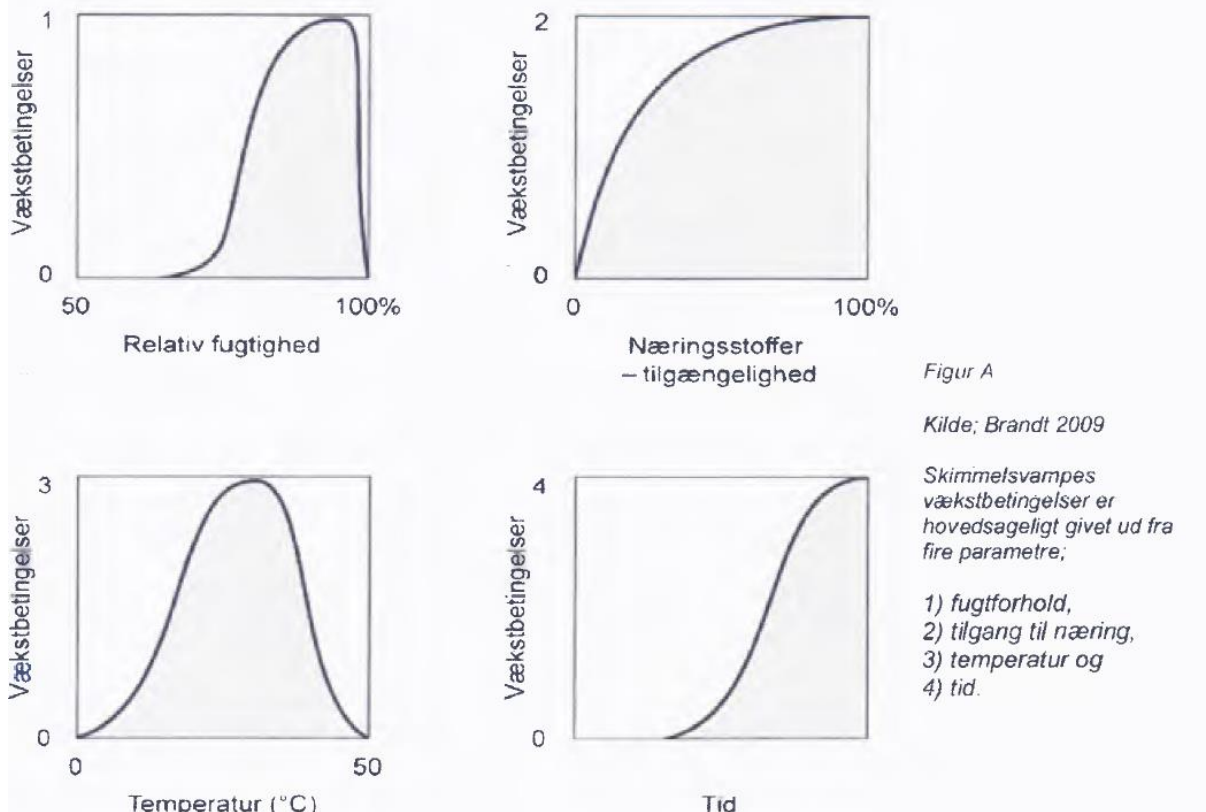 1
Vækstbetingelser
0
50
100%
Relativ fugtighed
2
Vækstbetingelser
0
0
100%
Næringsstoffer
– tilgængelighed
3
Vækstbetingelser
0
0
50
Temperatur (°C)
4
Vækstbetingelser
0
Tid
Figur A
Kilde; Brandt 2009
Skimmelsvampes
vækstbetingelser er
hovedsageligt givet ud fra
fire parametre;
1) fugtforhold,
2) tilgang til næring,
3) temperatur og
4) tid.